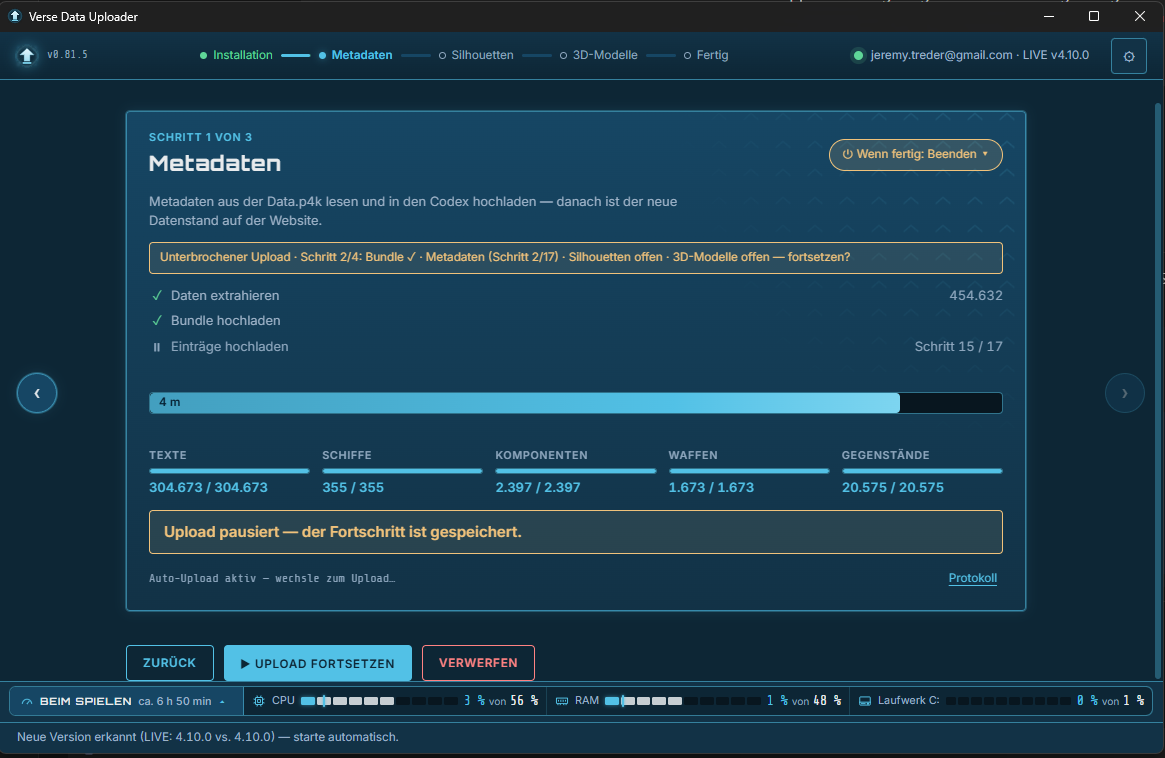 Verse Data Uploader
v0.81.5
Installation
Metadaten
Silhouetten
3D-Modelle
Fertig
jeremy.treder@gmail.com · LIVE v4.10.0
SCHRITT 1 VON 3
Metadaten
Wenn fertig: Beenden
Metadaten aus der Data.p4k lesen und in den Codex hochladen — danach ist der neue
Datenstand auf der Website.
Unterbrochener Upload · Schritt 2/4: Bundle ✓ · Metadaten (Schritt 2/17) · Silhouetten offen · 3D-Modelle offen — fortsetzen?
✓ Daten extrahieren 454.632
✓ Bundle hochladen
Einträge hochladen Schritt 15 / 17
4 m
TEXTE SCHIFFE KOMPONENTEN WAFFEN GEGENSTÄNDE
304.673 / 304.673 355 / 355 2.397 / 2.397 1.673 / 1.673 20.575 / 20.575
Upload pausiert — der Fortschritt ist gespeichert.
Auto-Upload aktiv — wechsle zum Upload…
Protokoll
ZURÜCK
▶ UPLOAD FORTSETZEN
VERWERFEN
BEIM SPIELEN ca. 6 h 50 min
CPU 3 % von 56 %
RAM 1 % von 48 %
Laufwerk C: 0 % von 1 %
Neue Version erkannt (LIVE: 4.10.0 vs. 4.10.0) — starte automatisch.